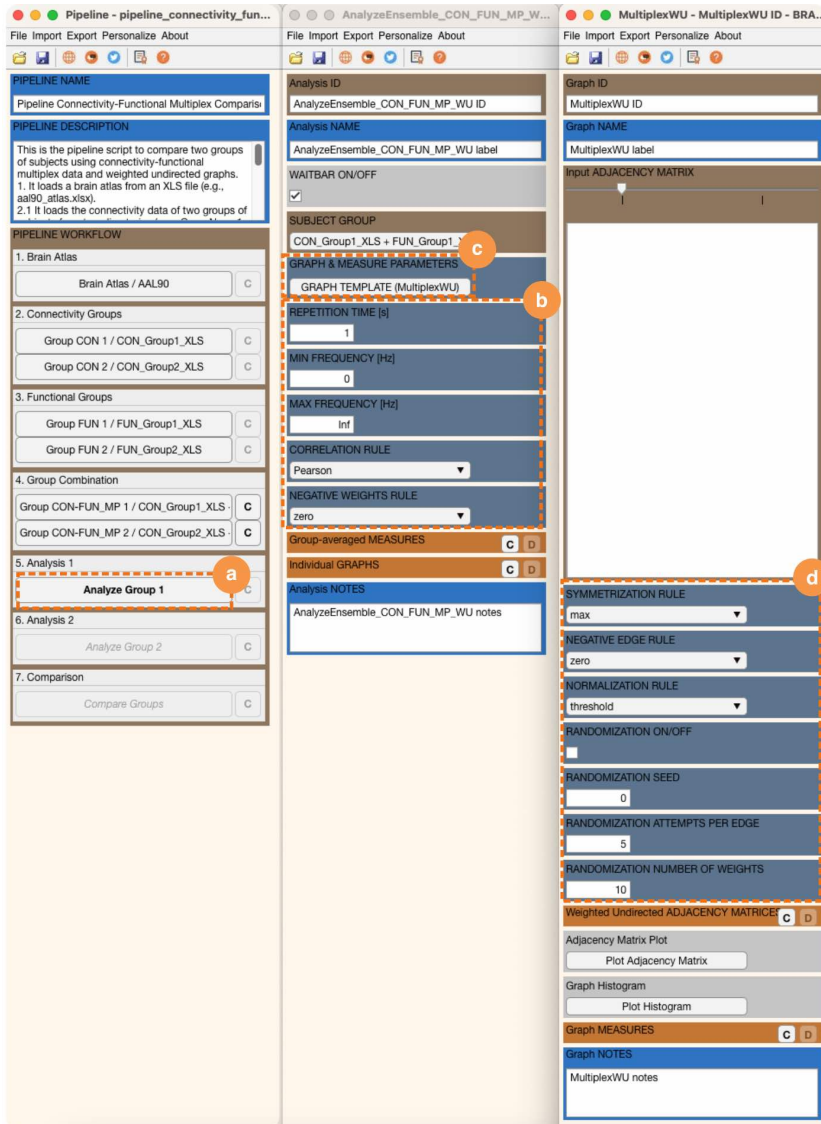 Pipeline - pipeline_connectivity_fun...
File Import Export Personalize About
PIPELINE NAME
Pipeline Connectivity-Functional Multiplex Comparis
PIPELINE DESCRIPTION
This is the pipeline script to compare two groups
of subjects using connectivity-functional
multiplex data and weighted undirected graphs.
1. It loads a brain atlas from an XLS file (e.g.,
aal90_atlas.xlsx).
2.1 It loads the connectivity data of two groups of
PIPELINE WORKFLOW
1. Brain Atlas
Brain Atlas / AAL90 C
2. Connectivity Groups
Group CON 1 / CON_Group1_XLS C
Group CON 2 / CON_Group2_XLS C
3. Functional Groups
Group FUN 1 / FUN_Group1_XLS C
Group FUN 2 / FUN_Group2_XLS C
4. Group Combination
Group CON-FUN_MP 1 / CON_Group1_XLS C
Group CON-FUN_MP 2 / CON_Group2_XLS C
5. Analysis 1
a
Analyze Group 1 C
6. Analysis 2
Analyze Group 2 C
7. Comparison
Compare Groups C
AnalyzeEnsemble_CON_FUN_MP_W...
File Import Export Personalize About
Analysis ID
AnalyzeEnsemble_CON_FUN_MP_WU ID
Analysis NAME
AnalyzeEnsemble_CON_FUN_MP_WU label
WAITBAR ON/OFF
SUBJECT GROUP
CON_Group1_XLS + FUN_Group1_X
c
GRAPH & MEASURE PARAMETERS
GRAPH TEMPLATE (MultiplexWU)
b
REPETITION TIME [s]
1
MIN FREQUENCY [Hz]
0
MAX FREQUENCY [Hz]
Inf
CORRELATION RULE
Pearson
NEGATIVE WEIGHTS RULE
zero
Group-averaged MEASURES C D
Individual GRAPHS C D
Analysis NOTES
AnalyzeEnsemble_CON_FUN_MP_WU notes
MultiplexWU - MultiplexWU ID - BRA...
File Import Export Personalize About
Graph ID
MultiplexWU ID
Graph NAME
MultiplexWU label
Input ADJACENCY MATRIX
d
SYMMETRIZATION RULE
max
NEGATIVE EDGE RULE
zero
NORMALIZATION RULE
threshold
RANDOMIZATION ON/OFF
RANDOMIZATION SEED
0
RANDOMIZATION ATTEMPTS PER EDGE
5
RANDOMIZATION NUMBER OF WEIGHTS
10
Weighted Undirected ADJACENCY MATRICES C D
Adjacency Matrix Plot
Plot Adjacency Matrix
Graph Histogram
Plot Histogram
Graph MEASURES C D
Graph NOTES
MultiplexWU notes